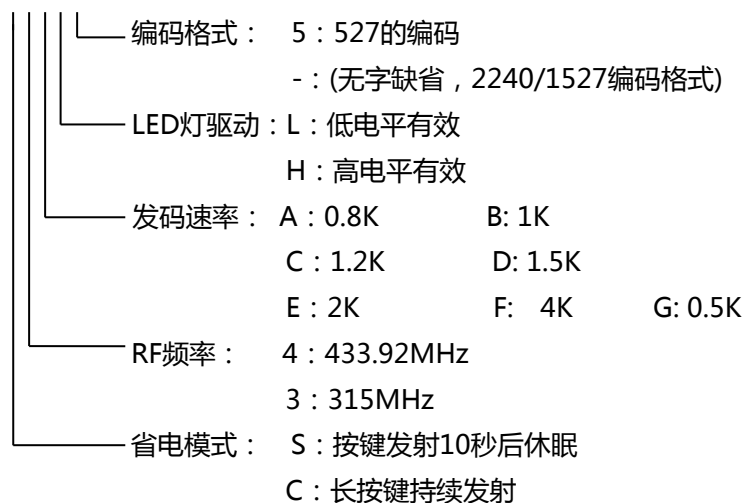 编码格式： 5：527的编码
-：(无字缺省，2240/1527编码格式)
LED灯驱动：L：低电平有效
H：高电平有效
发码速率： A：0.8K B: 1K
C：1.2K D: 1.5K
E：2K F: 4K G: 0.5K
RF频率： 4：433.92MHz
3：315MHz
省电模式： S：按键发射10秒后休眠
C：长按键持续发射